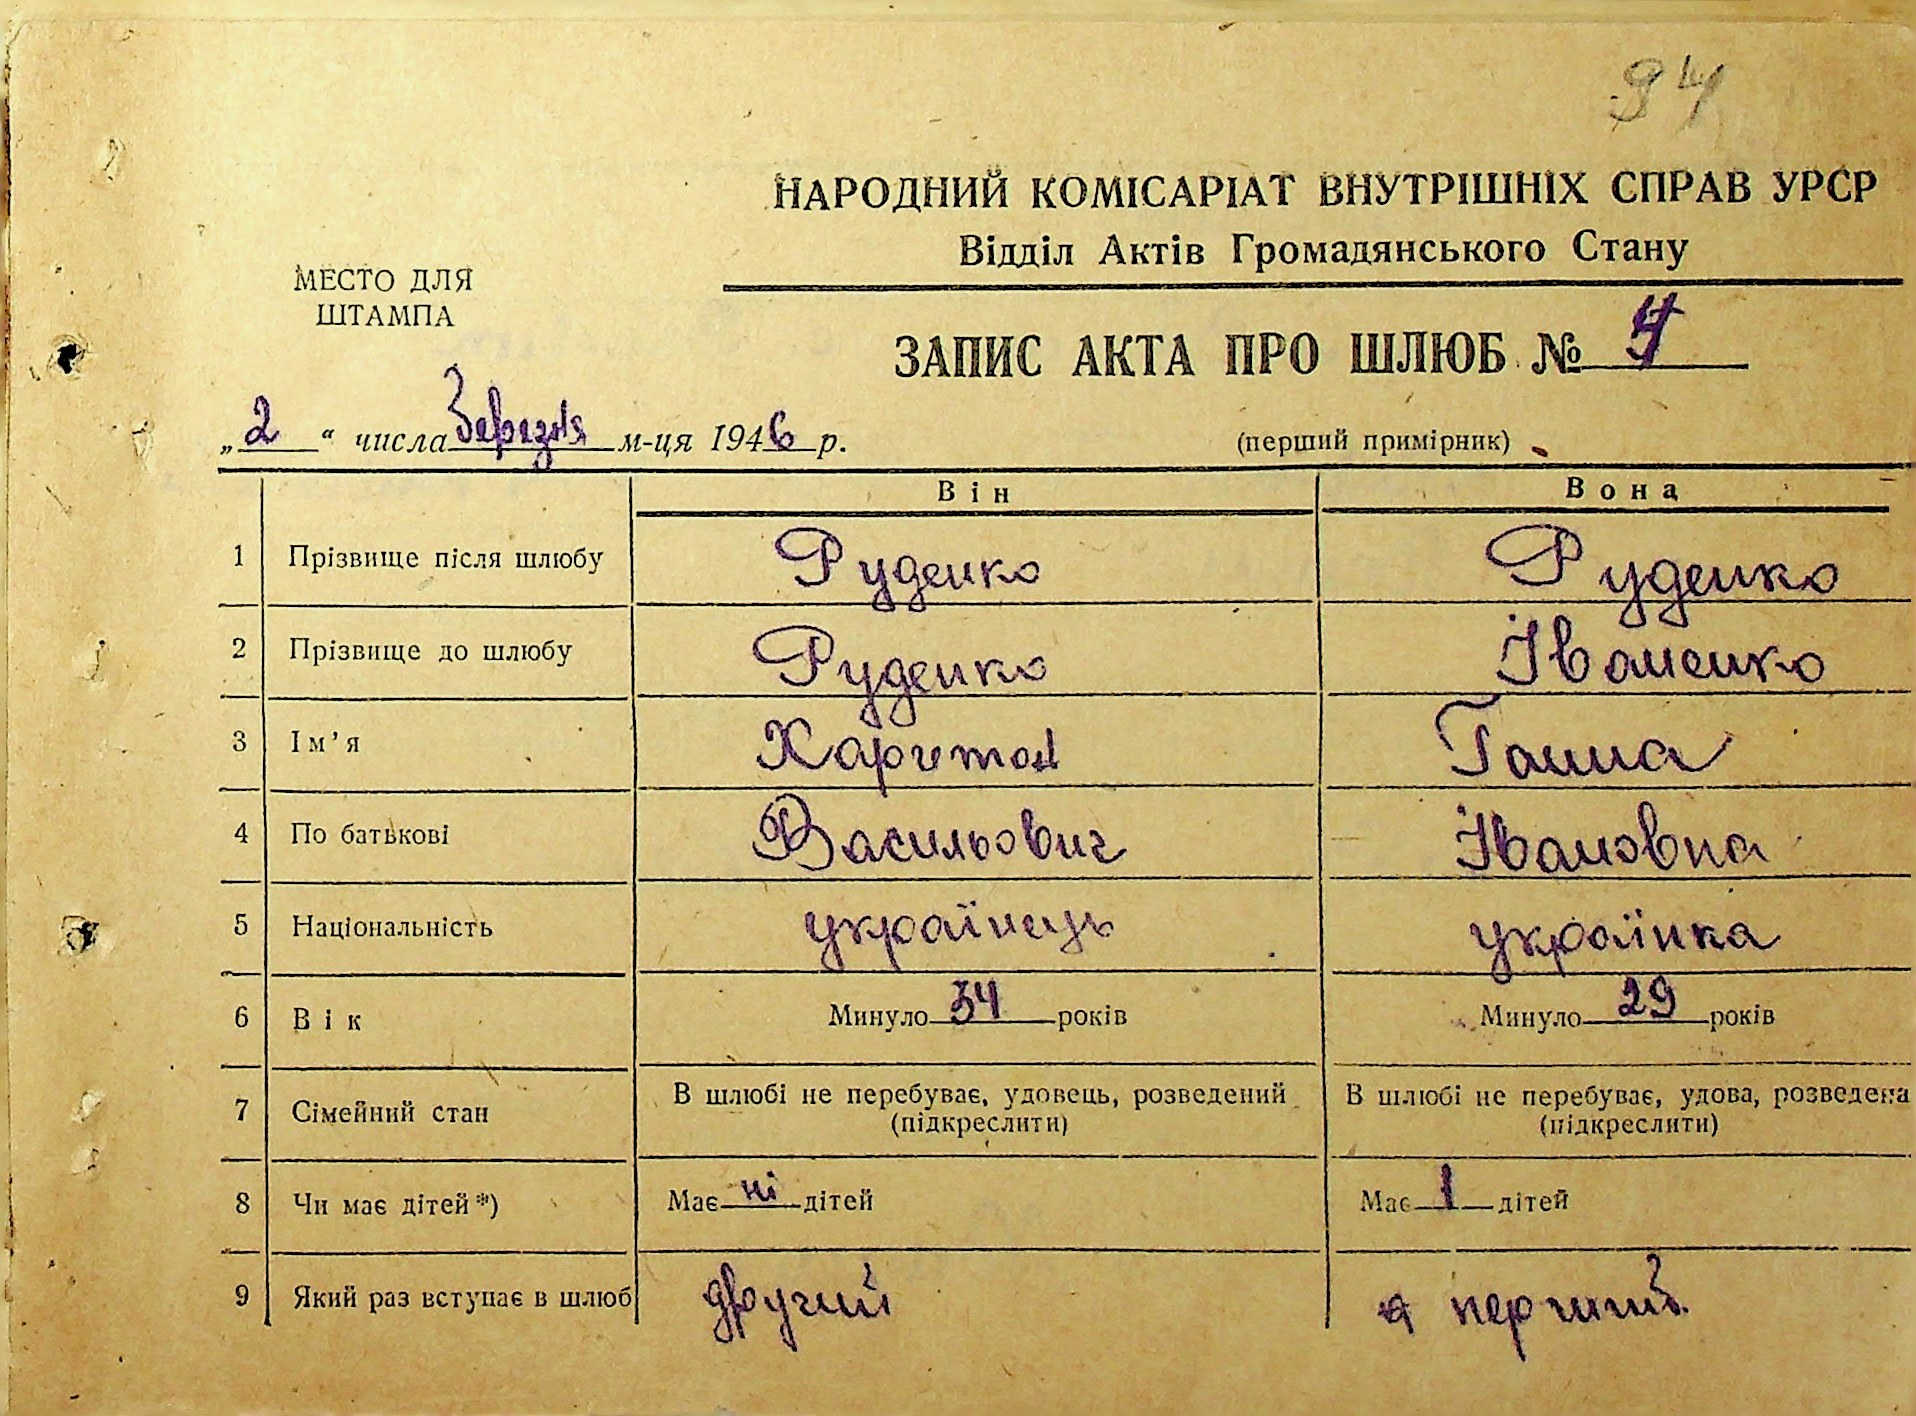 94
НАРОДНИЙ КОМІСАРІАТ ВНУТРІШНІХ СПРАВ УРСР
Відділ Актів Громадянського Стану
МЕСТО ДЛЯ
ШТАМПА
ЗАПИС АКТА ПРО ШЛЮБ №
„ 2 “ числа березня м-ця 1946 р.
(перший примірник)
Він Вона
1 Прізвище після шлюбу Руденко Руденко
2 Прізвище до шлюбу Руденко Іваненко
3 Ім’я Харетон Ганна
4 По батькові Васильович Івановна
5 Національність українець українка
6 Вік Минуло 34 років Минуло 29 років
7 Сімейний стан В шлюбі не перебуває, удовець, розведений (підкреслити) В шлюбі не перебуває, удова, розведена (підкреслити)
8 Чи має дітей*) Має ні дітей Має 1 дітей
9 Який раз вступає в шлюб другий перший